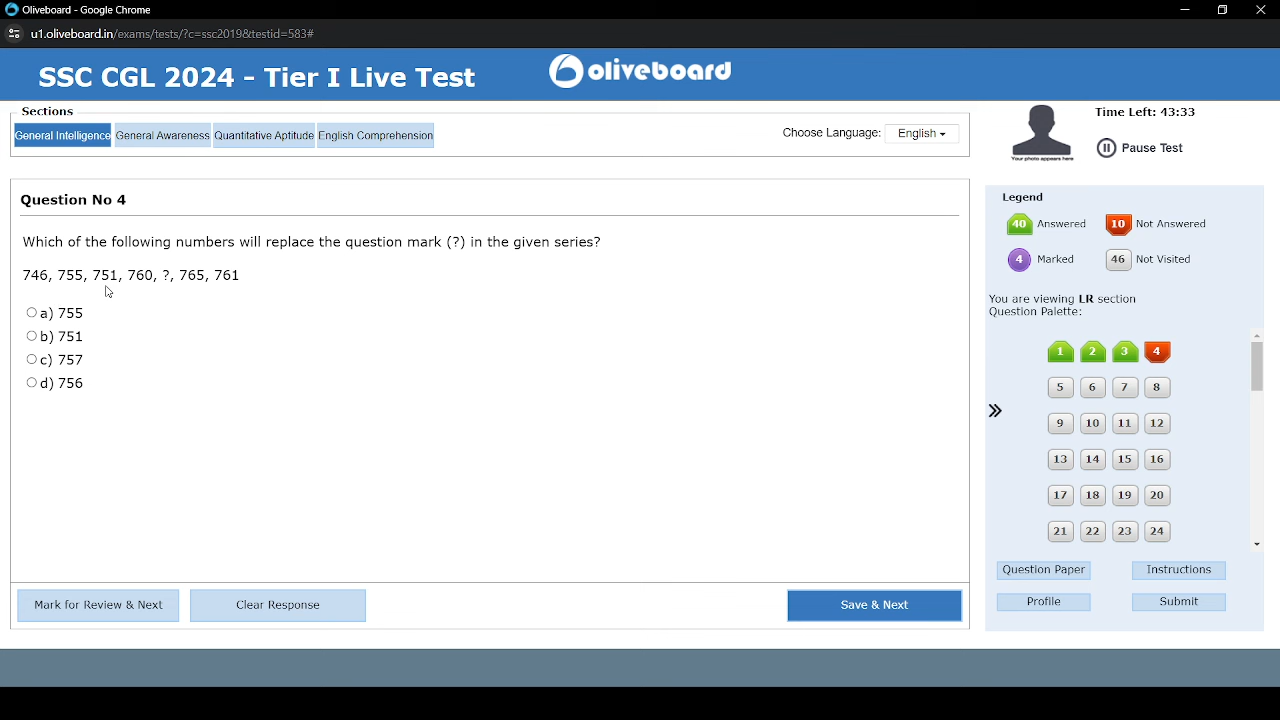 Oliveboard - Google Chrome
u1.oliveboard.in/exams/tests/?c=ssc2019&testid=583#
SSC CGL 2024 - Tier I Live Test
oliveboard
Sections
General Intelligence General Awareness Quantitative Aptitude English Comprehension
Choose Language: English
Your photo appears here
Time Left: 43:33
Pause Test
Question No 4
Which of the following numbers will replace the question mark (?) in the given series?
746, 755, 751, 760, ?, 765, 761
a) 755
b) 751
c) 757
d) 756
Mark for Review & Next Clear Response Save & Next
Legend
40 Answered 10 Not Answered
4 Marked 46 Not Visited
You are viewing LR section
Question Palette:
1 2 3 4
5 6 7 8
9 10 11 12
13 14 15 16
17 18 19 20
21 22 23 24
Question Paper Instructions
Profile Submit